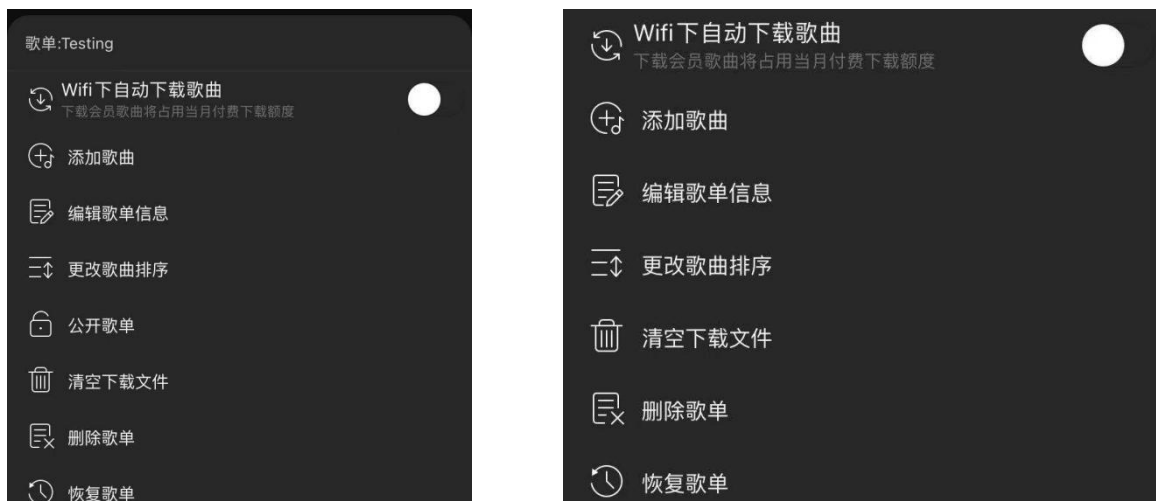 歌单:Testing
Wifi下自动下载歌曲
下载会员歌曲将占用当月付费下载额度
添加歌曲
编辑歌单信息
更改歌曲排序
公开歌单
清空下载文件
删除歌单
恢复歌单
Wifi下自动下载歌曲
下载会员歌曲将占用当月付费下载额度
添加歌曲
编辑歌单信息
更改歌曲排序
清空下载文件
删除歌单
恢复歌单